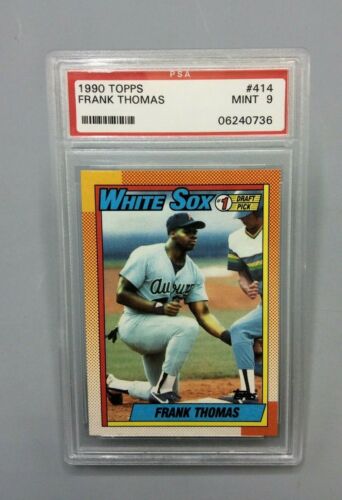 PSA
1990 TOPPS #414
FRANK THOMAS MINT 9
06240736
WHITE SOX #1 DRAFT PICK
Auburn
FRANK THOMAS